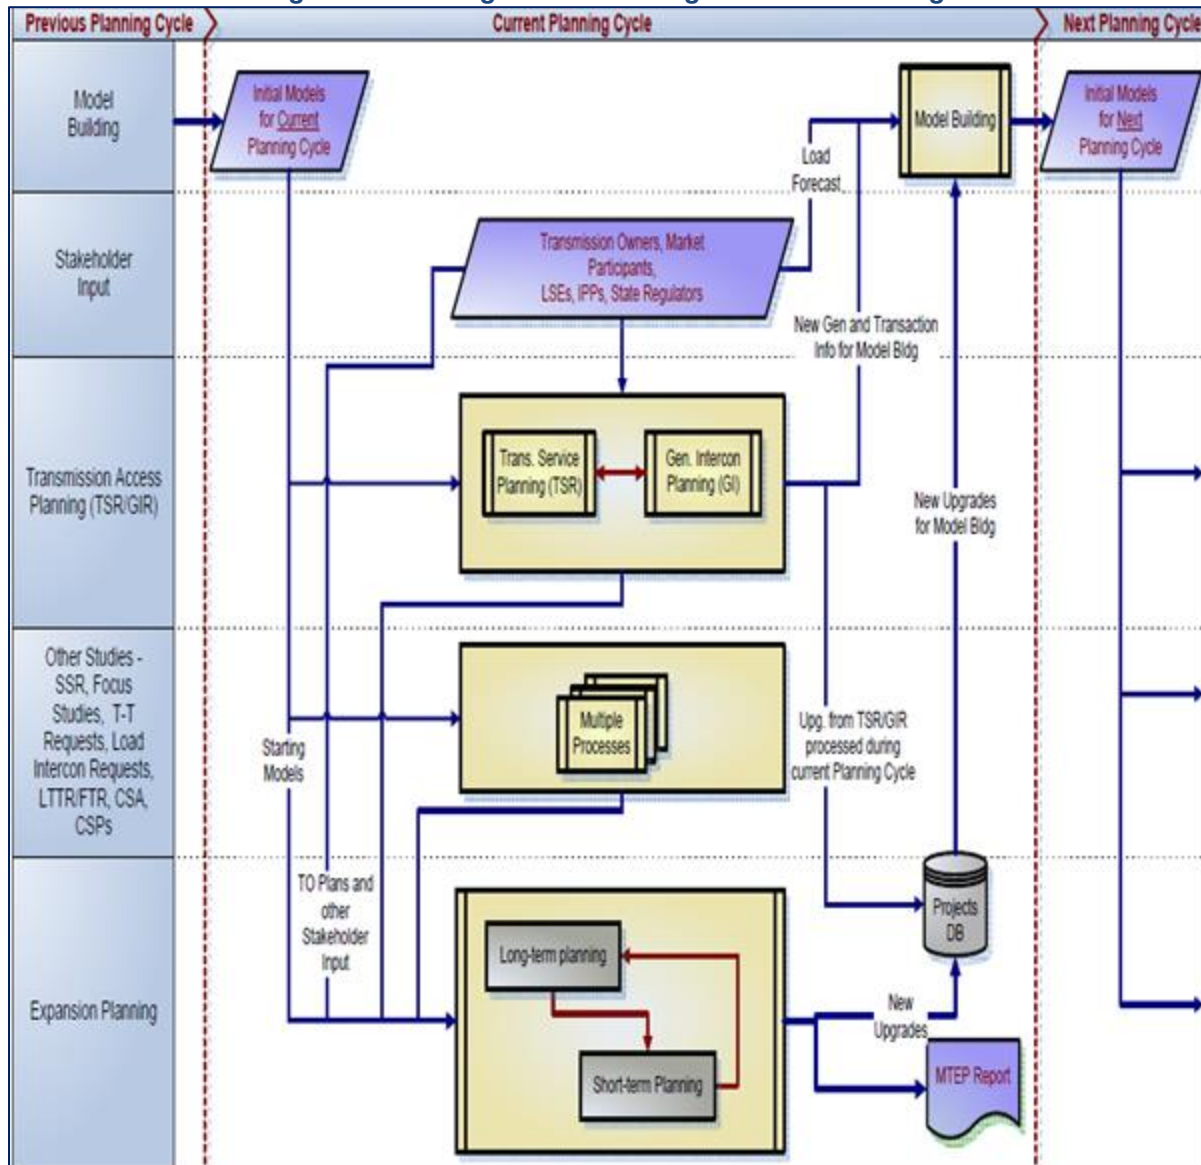 Previous Planning Cycle
Current Planning Cycle
Next Planning Cycle
Model
Building
Initial Models
for Current
Planning Cycle
Load
Forecast
Model Building
Initial Models
for Next
Planning Cycle
Stakeholder
Input
Transmission Owners, Market
Participants,
LSEs, IPPs, State Regulators
New Gen and Transaction
Info for Model Bldg
Transmission Access
Planning (TSR/GIR)
Trans. Service
Planning (TSR)
Gen. Intercon
Planning (GI)
New Upgrades
for Model Bldg
Other Studies -
SSR, Focus
Studies, T-T
Requests, Load
Intercon Requests,
LTTR/FTR, CSA,
CSPs
Starting
Models
Multiple
Processes
Upg. from TSR/GIR
processed during
current Planning Cycle
Expansion Planning
TO Plans and
other
Stakeholder
Input
Long-term planning
Short-term Planning
Projects
DB
New
Upgrades
MTEP Report